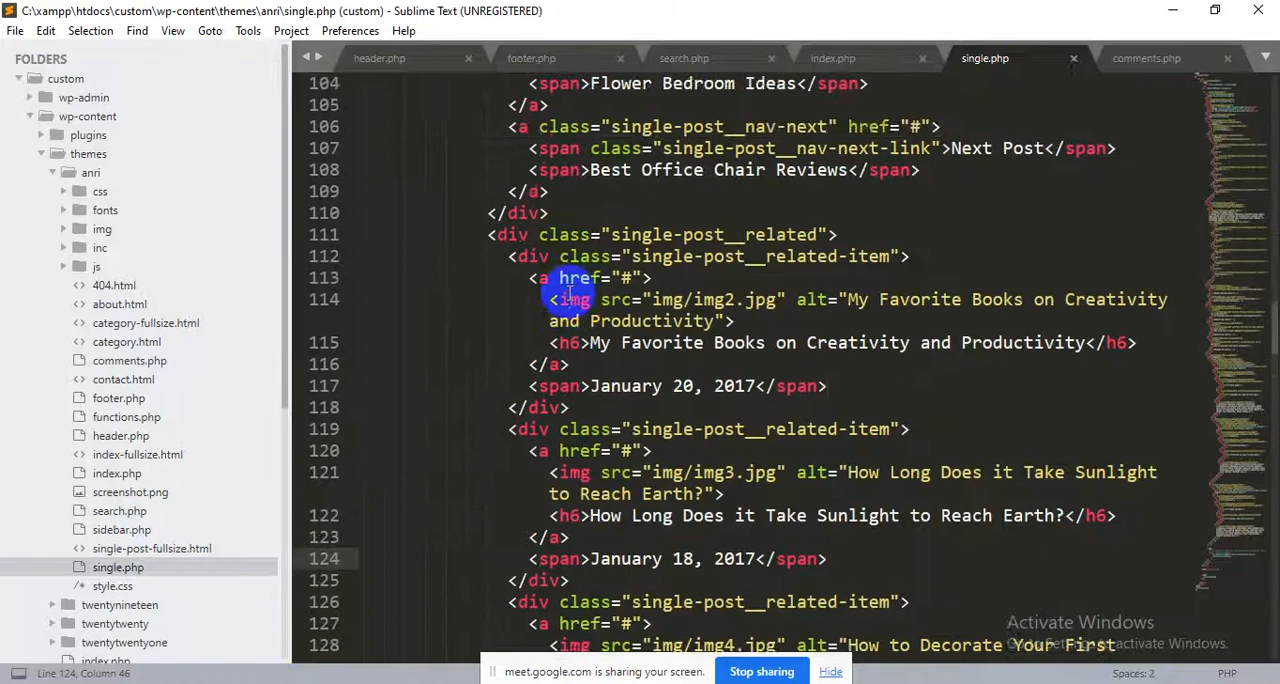 C:\xampp\htdocs\custom\wp-content\themes\anri\single.php (custom) - Sublime Text (UNREGISTERED)
File Edit Selection Find View Goto Tools Project Preferences Help
FOLDERS
custom
wp-admin
wp-content
plugins
themes
anri
css
fonts
img
inc
js
404.html
about.html
category-fullsize.html
category.html
comments.php
contact.html
footer.php
functions.php
header.php
index-fullsize.html
index.php
screenshot.png
search.php
sidebar.php
single-post-fullsize.html
single.php
style.css
twentynineteen
twentytwenty
twentytwentyone
index.php
header.php footer.php search.php index.php single.php comments.php
104 <span>Flower Bedroom Ideas</span>
105 </a>
106 <a class="single-post__nav-next" href="#">
107 <span class="single-post__nav-next-link">Next Post</span>
108 <span>Best Office Chair Reviews</span>
109 </a>
110 </div>
111 <div class="single-post__related">
112 <div class="single-post__related-item">
113 <a href="#">
114 <img src="img/img2.jpg" alt="My Favorite Books on Creativity
and Productivity">
115 <h6>My Favorite Books on Creativity and Productivity</h6>
116 </a>
117 <span>January 20, 2017</span>
118 </div>
119 <div class="single-post__related-item">
120 <a href="#">
121 <img src="img/img3.jpg" alt="How Long Does it Take Sunlight
to Reach Earth?">
122 <h6>How Long Does it Take Sunlight to Reach Earth?</h6>
123 </a>
124 <span>January 18, 2017</span>
125 </div>
126 <div class="single-post__related-item">
127 <a href="#">
128 <img src="img/img4.jpg" alt="How to Decorate Your First
Activate Windows
Go to Settings to activate Windows.
meet.google.com is sharing your screen. Stop sharing Hide
Line 124, Column 46 Spaces: 2 PHP